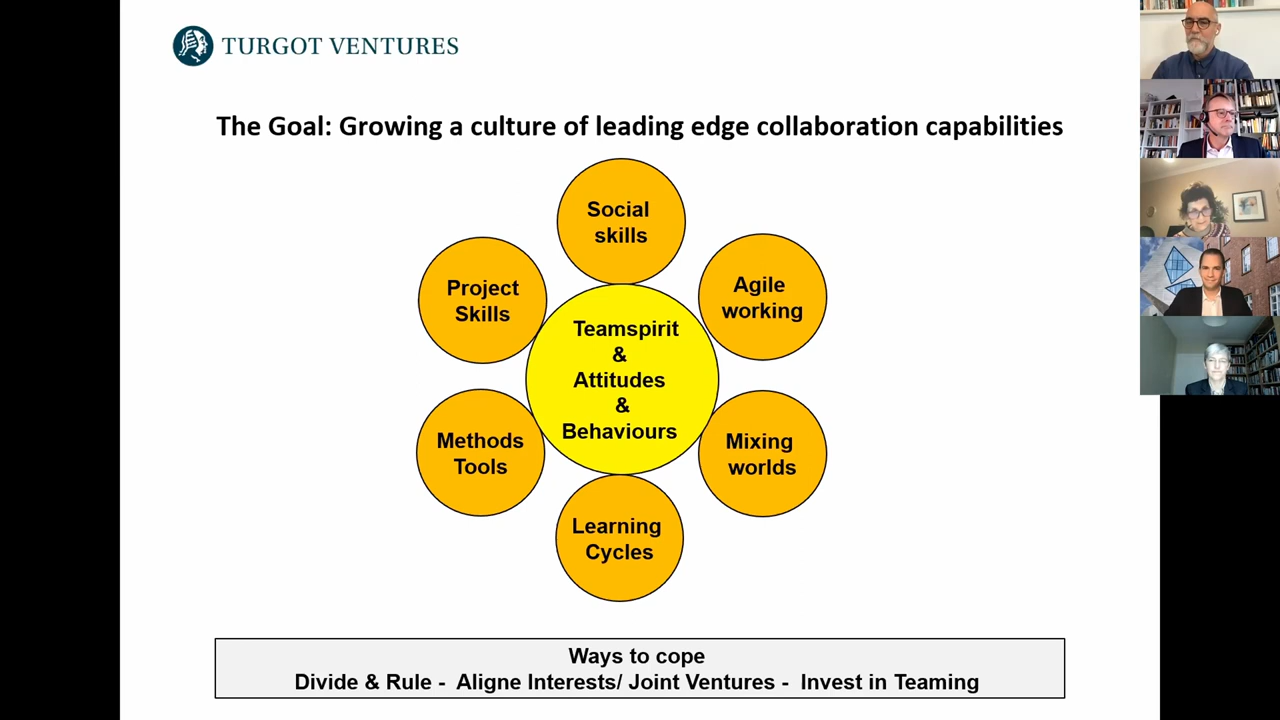 TURGOT VENTURES
The Goal: Growing a culture of leading edge collaboration capabilities
Social
skills
Project
Skills
Agile
working
Teamspirit
&
Attitudes
&
Behaviours
Methods
Tools
Mixing
worlds
Learning
Cycles
Ways to cope
Divide & Rule - Aligne Interests/ Joint Ventures - Invest in Teaming